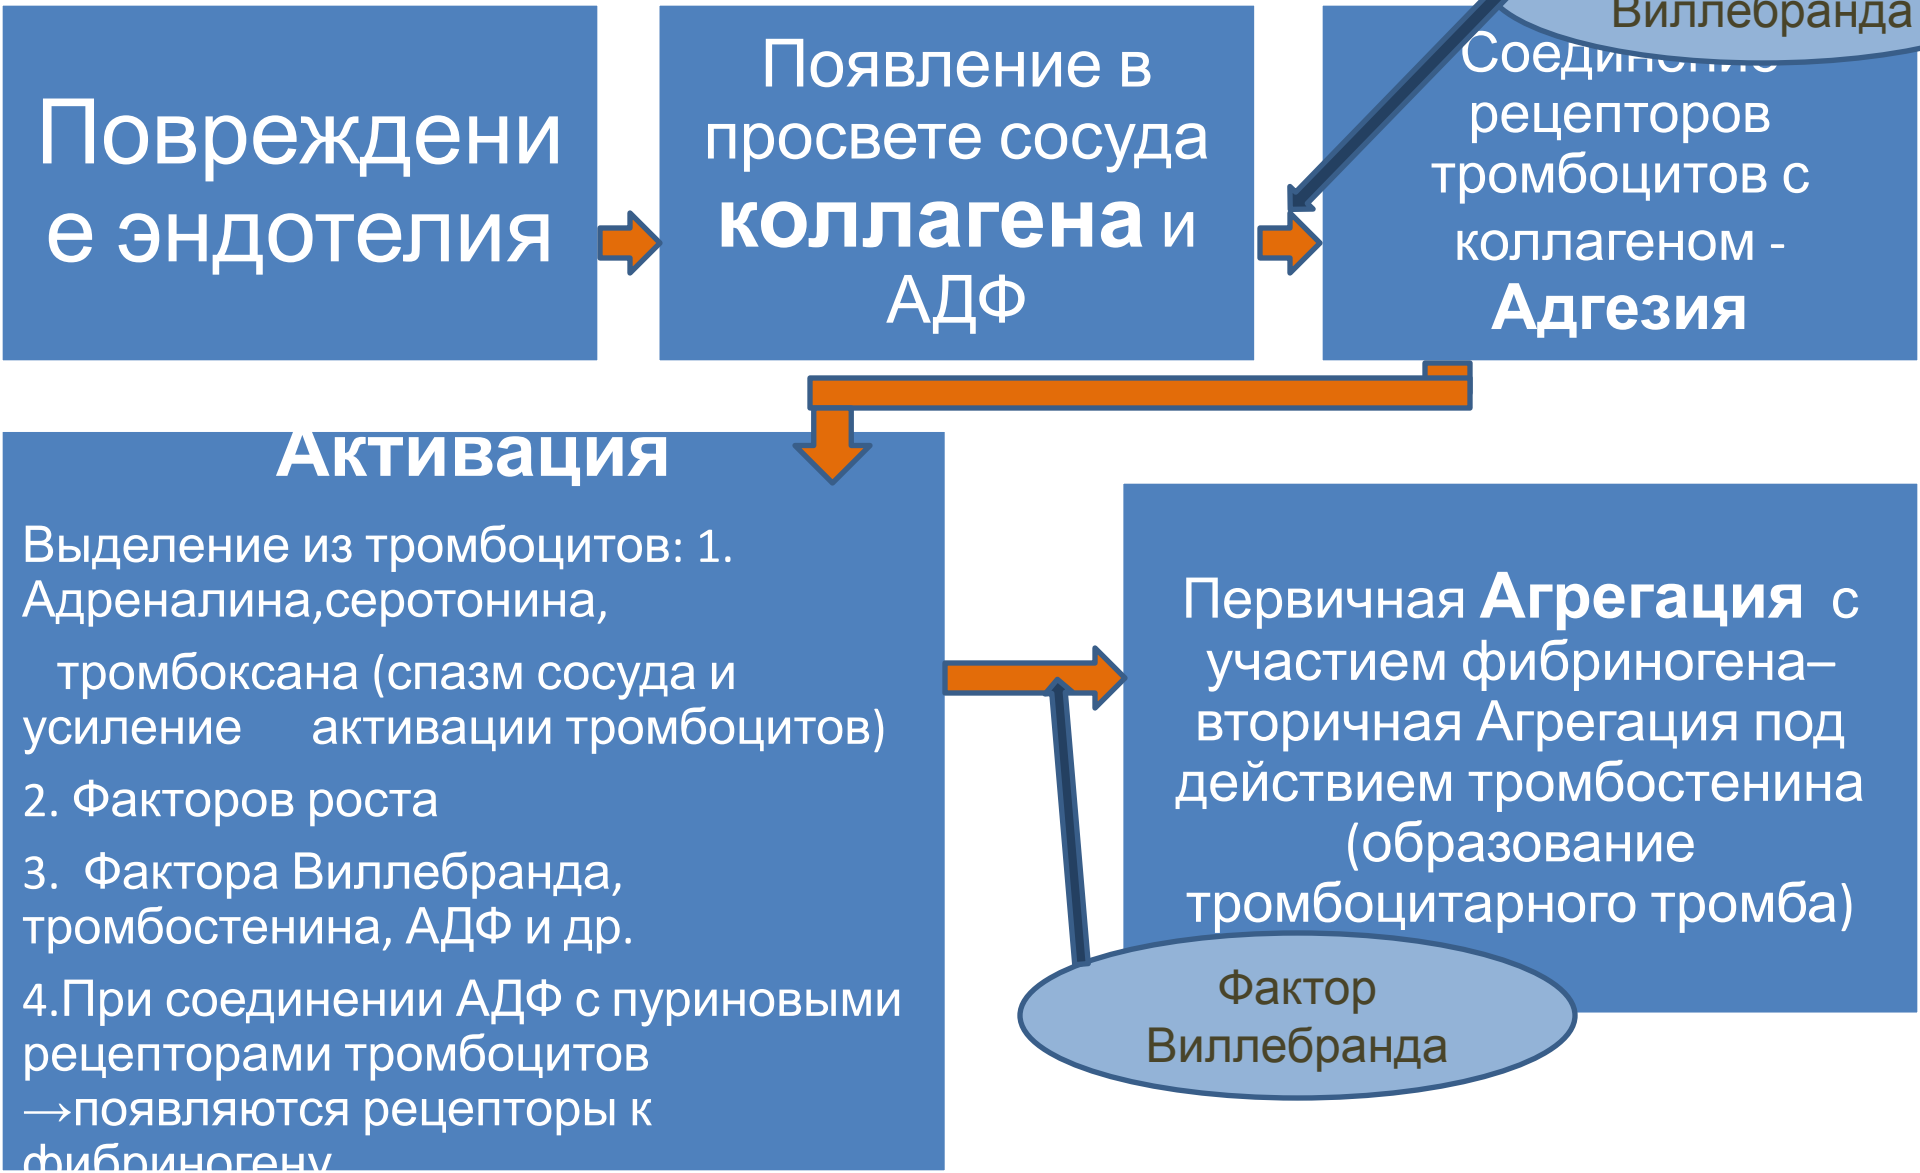 Повреждени
е эндотелия
Появление в
просвете сосуда
коллагена и
АДФ
Виллебранда
Соединение
рецепторов
тромбоцитов с
коллагеном -
Адгезия
Активация
Выделение из тромбоцитов: 1.
Адреналина,серотонина,
тромбоксана (спазм сосуда и
усиление активации тромбоцитов)
2. Факторов роста
3. Фактора Виллебранда,
тромбостенина, АДФ и др.
4.При соединении АДФ с пуриновыми
рецепторами тромбоцитов
→появляются рецепторы к
фибриногену
Первичная Агрегация с
участием фибриногена–
вторичная Агрегация под
действием тромбостенина
(образование
тромбоцитарного тромба)
Фактор
Виллебранда